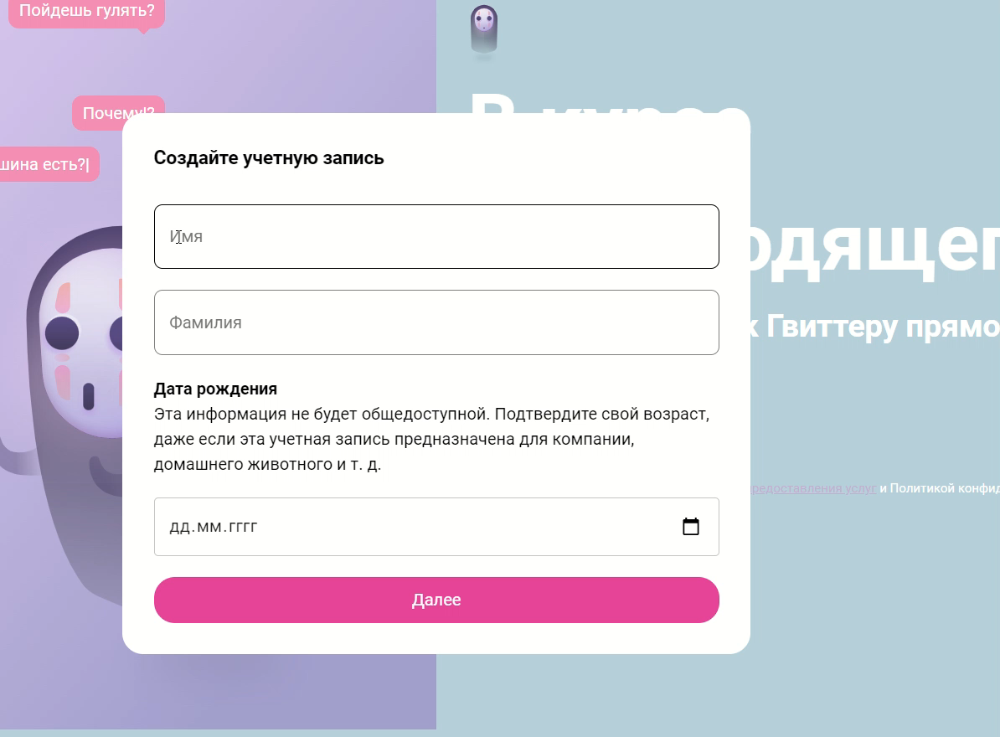 Пойдешь гулять?
Почему!?
шина есть?|
Создайте учетную запись
Имя
Фамилия
Дата рождения
Эта информация не будет общедоступной. Подтвердите свой возраст,
даже если эта учетная запись предназначена для компании,
домашнего животного и т. д.
дд.мм.гггг
Далее
В курсе
одящег
к Гвиттеру прямо
редоставления услуг и Политикой конфид